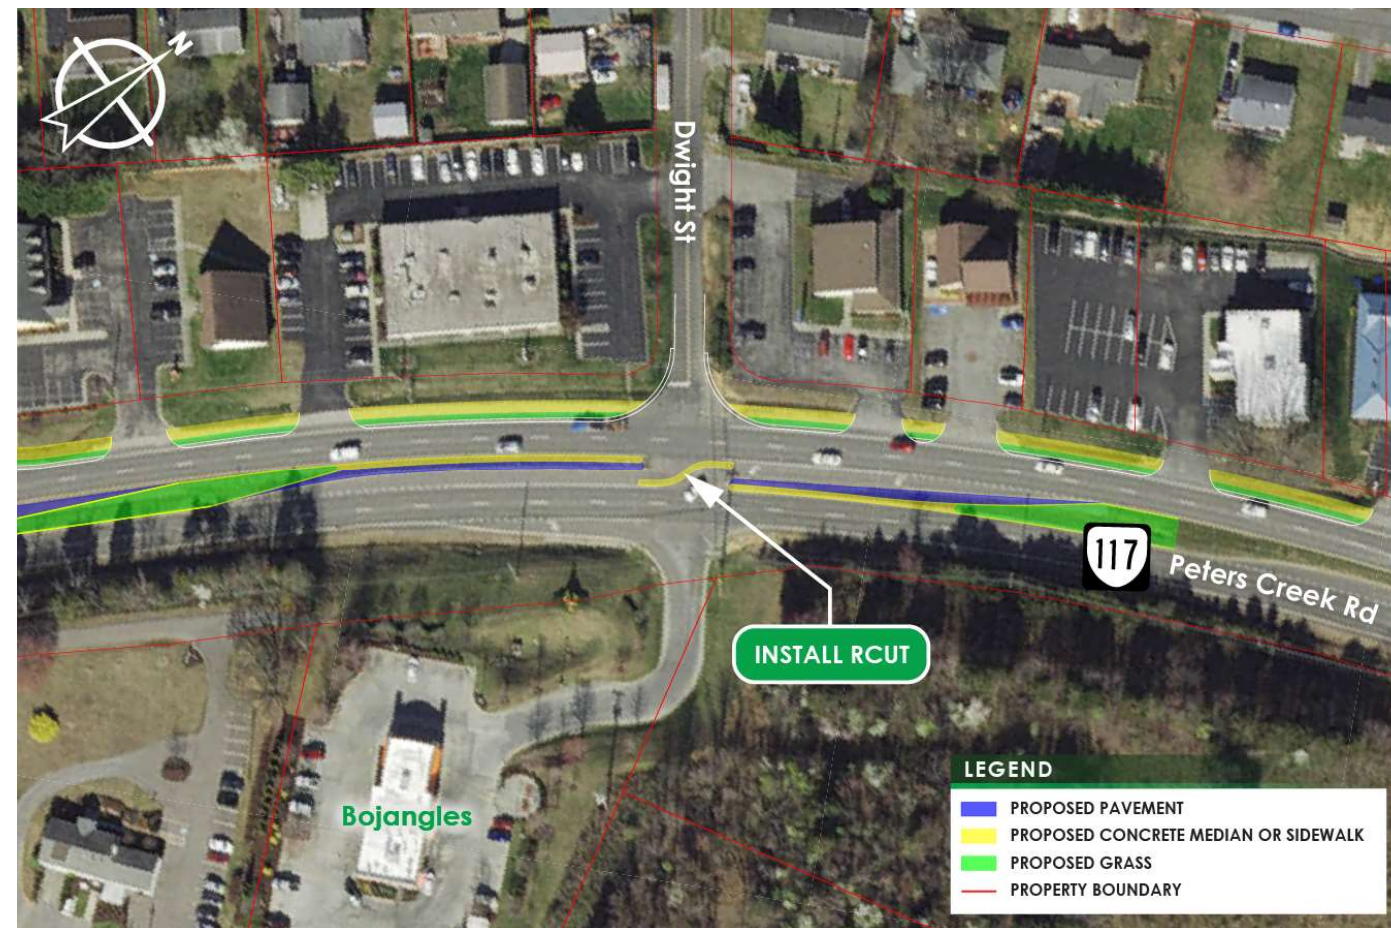 N
Dwight St
117
Peters Creek Rd
INSTALL RCUT
Bojangles
LEGEND
PROPOSED PAVEMENT
PROPOSED CONCRETE MEDIAN OR SIDEWALK
PROPOSED GRASS
PROPERTY BOUNDARY